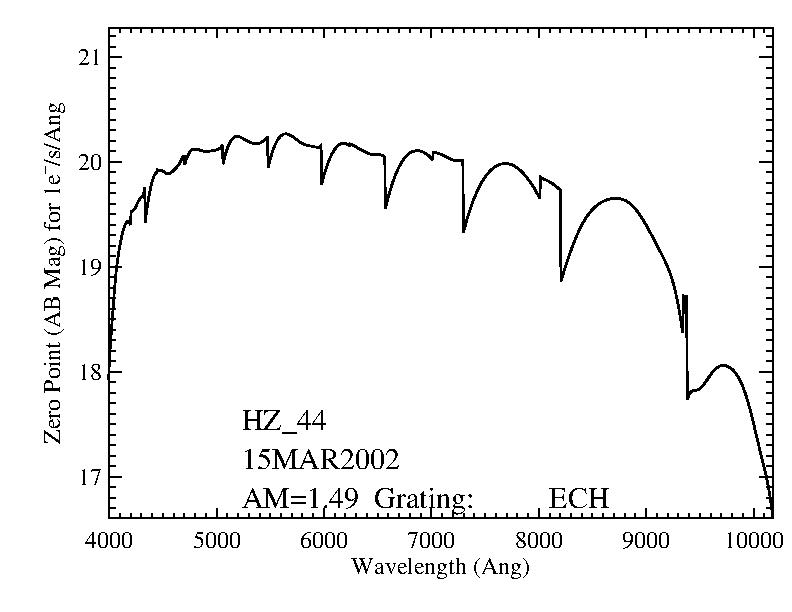 21
20
19
18
17
Zero Point (AB Mag) for 1e⁻/s/Ang
HZ_44
15MAR2002
AM=1.49 Grating: ECH
4000 5000 6000 7000 8000 9000 10000
Wavelength (Ang)